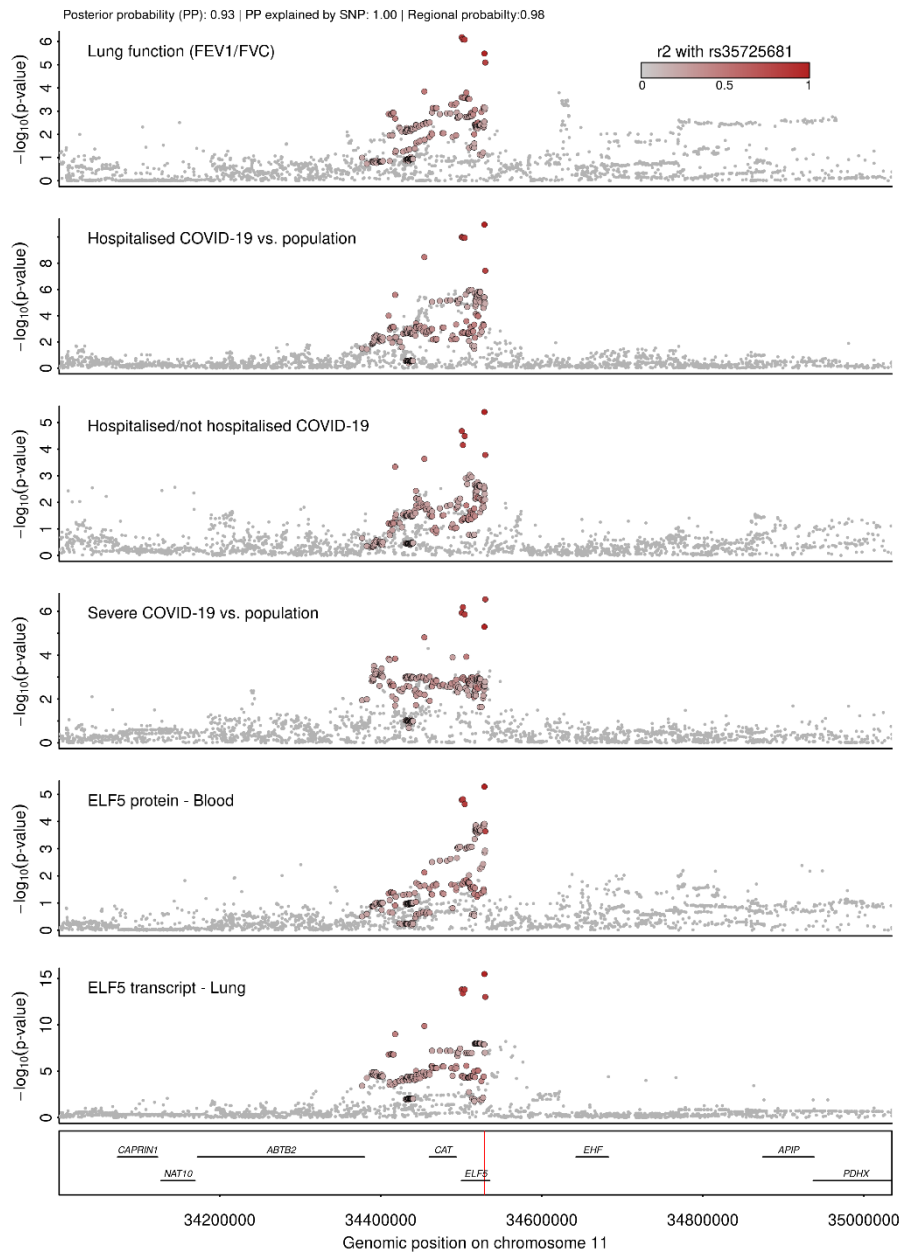 Posterior probability (PP): 0.93 | PP explained by SNP: 1.00 | Regional probabilty:0.98
Lung function (FEV1/FVC)
r2 with rs35725681
0 0.5 1
−log10(p-value)
0 1 2 3 4 5 6
Hospitalised COVID-19 vs. population
−log10(p-value)
0 2 4 6 8
Hospitalised/not hospitalised COVID-19
−log10(p-value)
0 1 2 3 4 5
Severe COVID-19 vs. population
−log10(p-value)
0 2 4 6
ELF5 protein - Blood
−log10(p-value)
0 1 2 3 4 5
ELF5 transcript - Lung
−log10(p-value)
0 5 10 15
CAPRIN1 ABTB2 CAT EHF APIP
NAT10 ELF5 PDHX
34200000 34400000 34600000 34800000 35000000
Genomic position on chromosome 11